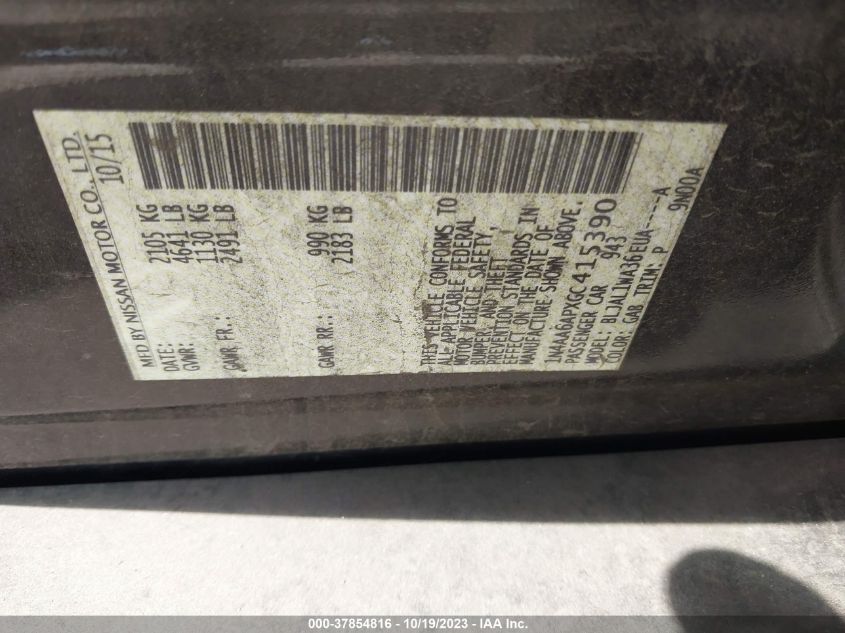 MFD BY NISSAN MOTOR CO., LTD.
DATE: 10/15
GVWR: 2105 KG
4641 LB
GAWR FR.: 1130 KG
2491 LB
GAWR RR.: 990 KG
2183 LB
THIS VEHICLE CONFORMS TO
ALL APPLICABLE FEDERAL
MOTOR VEHICLE SAFETY,
BUMPER, AND THEFT
PREVENTION STANDARDS IN
EFFECT ON THE DATE OF
MANUFACTURE SHOWN ABOVE.
1N4AA6APXGC415390
PASSENGER CAR 943
MODEL: BLJALLWA36EUA-----A
COLOR: CAB TRIM: P 9N00A
000-37854816 - 10/19/2023 - IAA Inc.